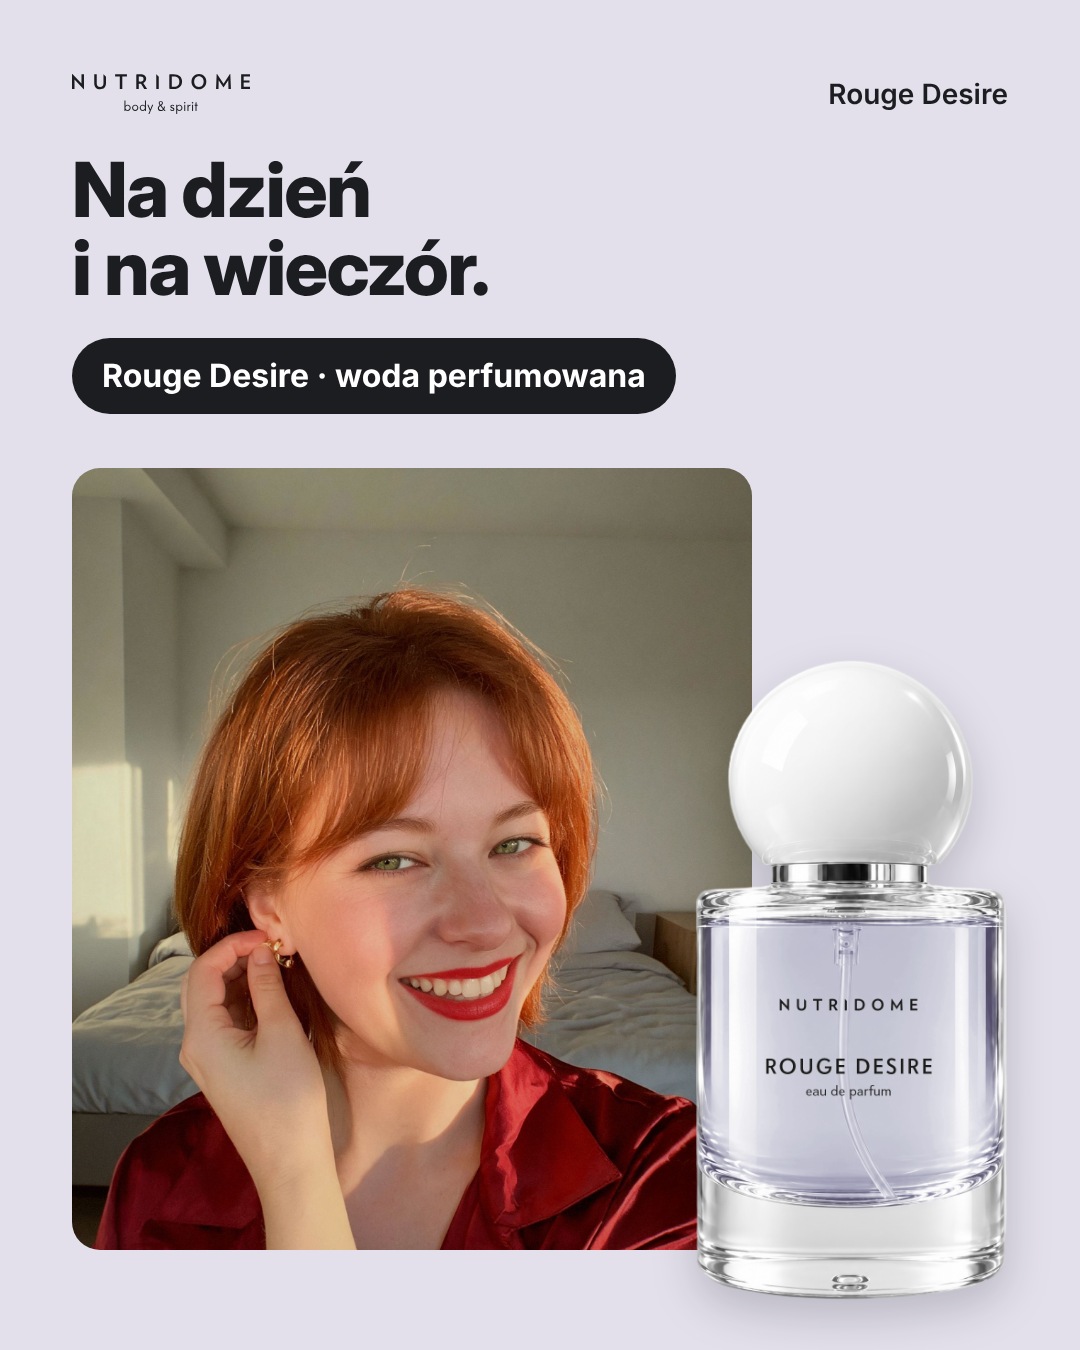 NUTRIDOME
body & spirit
Rouge Desire
Na dzień
i na wieczór.
Rouge Desire · woda perfumowana
NUTRIDOME
ROUGE DESIRE
eau de parfum